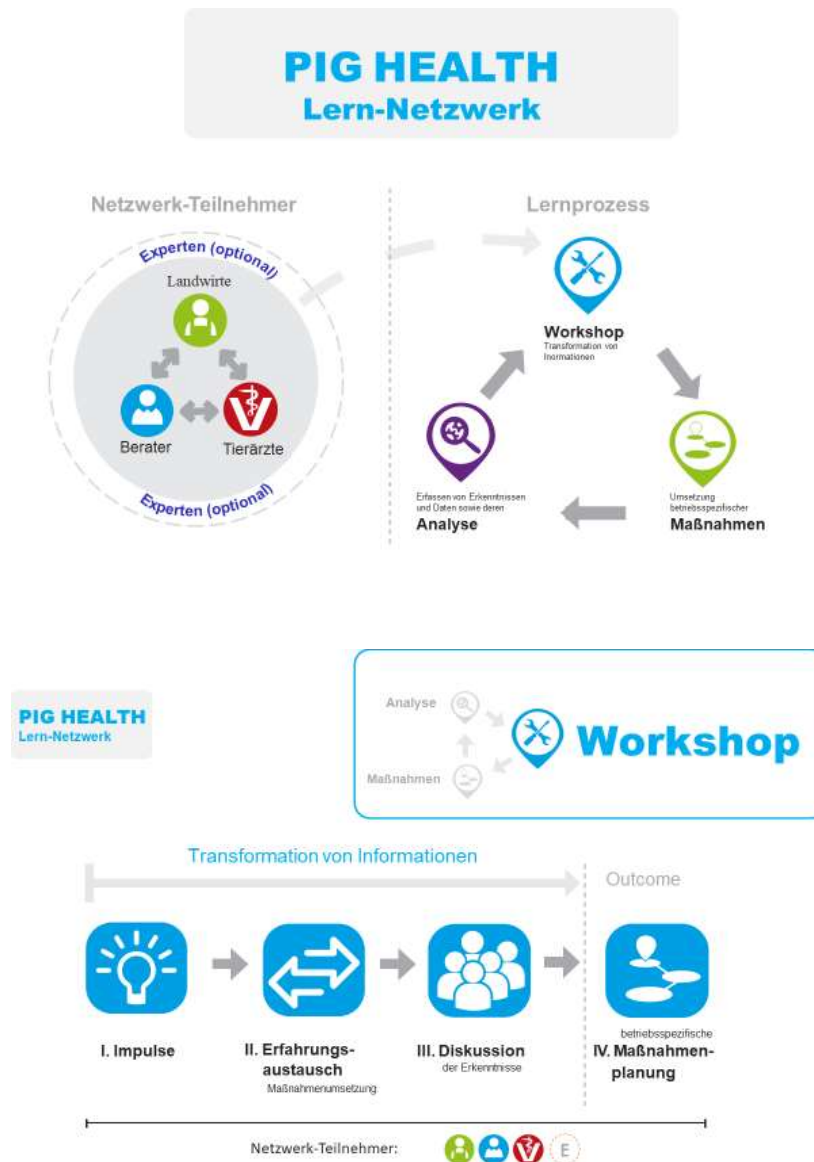 PIG HEALTH
Lern-Netzwerk
Netzwerk-Teilnehmer
Experten (optional)
Landwirte
Berater
Tierärzte
Experten (optional)
Lernprozess
Workshop
Transformation von
Inormationen
Erfassen von Erkenntnissen
und Daten sowie deren
Analyse
Umsetzung
betriebsspezifischer
Maßnahmen
PIG HEALTH
Lern-Netzwerk
Analyse
Maßnahmen
Workshop
Transformation von Informationen
Outcome
I. Impulse
II. Erfahrungs-
austausch
Maßnahmenumsetzung
III. Diskussion
der Erkenntnisse
betriebsspezifische
IV. Maßnahmen-
planung
Netzwerk-Teilnehmer:
E